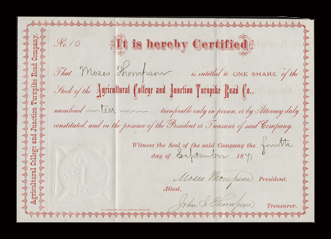 No. 10
It is hereby Certified
That Moses Thompson is entitled to ONE SHARE of the
Stock of the Agricultural College and Junction Turnpike Road Co.,
numbered ten transferable only in person, or by Attorney duly
constituted, and in the presence of the President or Treasurer of said Company.
Witness the Seal of the said Company the
day of September 187
Moses Thompson President.
Attest,
John I Thompson Treasurer.
Agricultural College and Junction Turnpike Road Company.